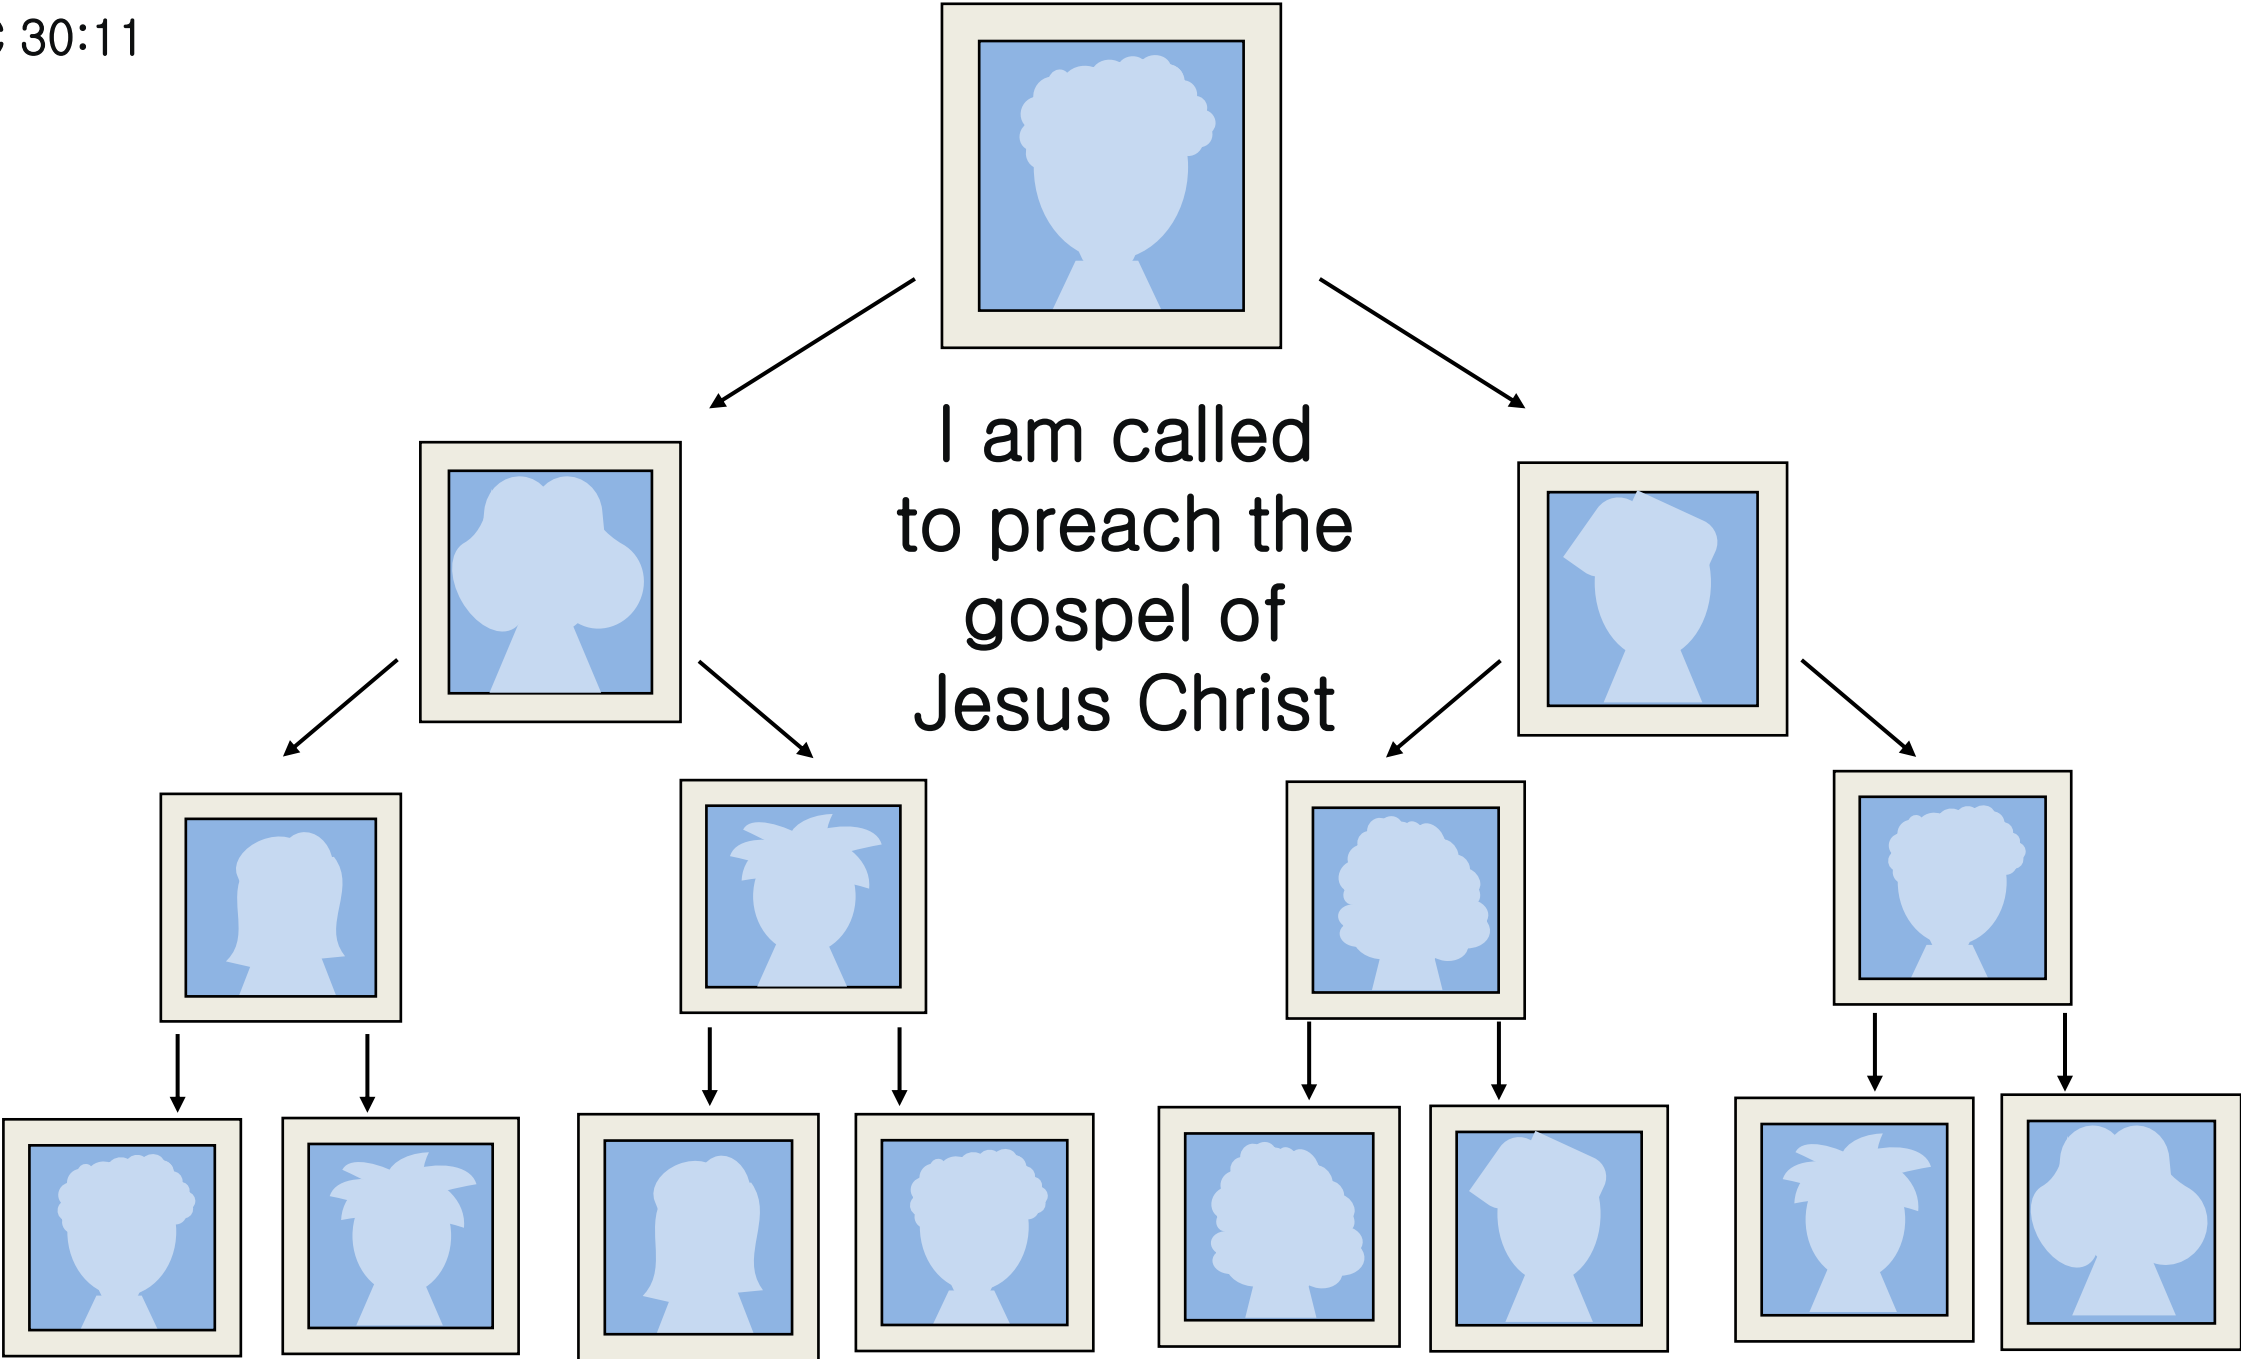 30:11
I am called
to preach the
gospel of
Jesus Christ